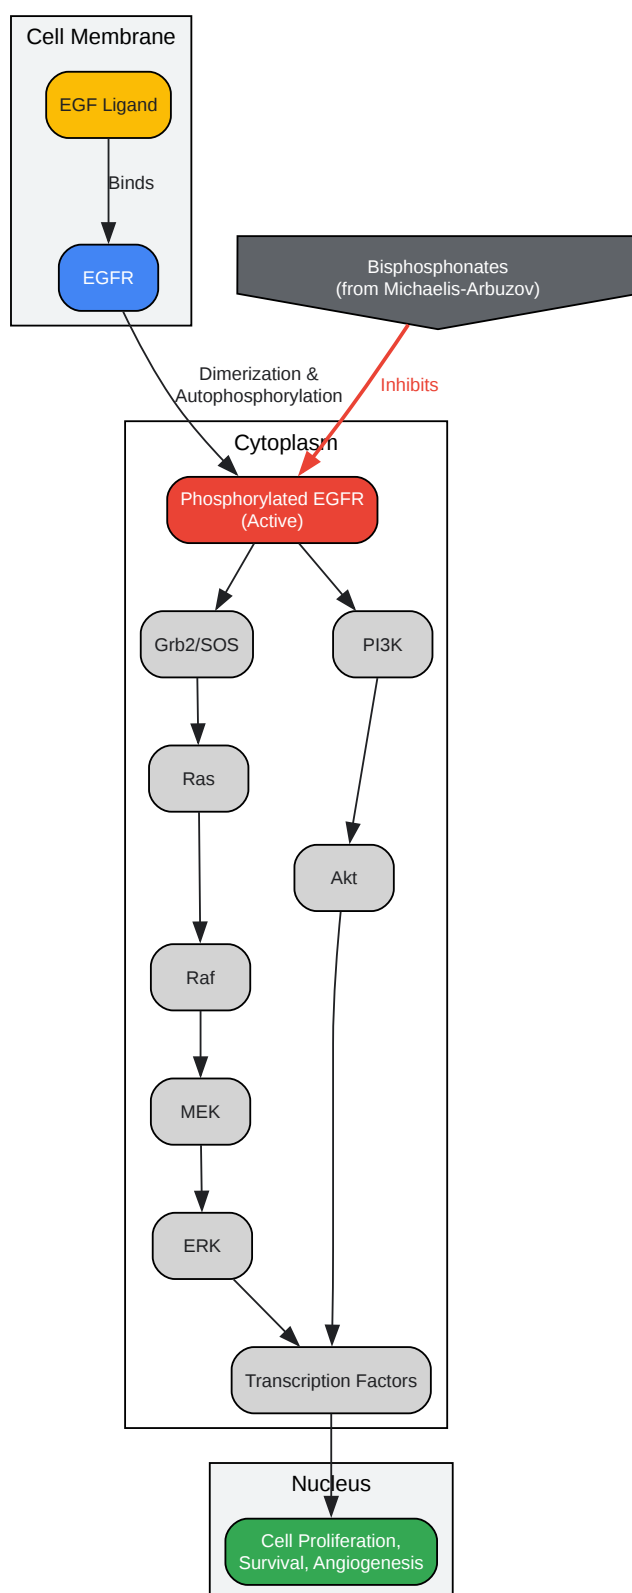 Cell Membrane
EGF Ligand
Binds
EGFR
Bisphosphonates
(from Michaelis-Arbuzov)
Dimerization &
Autophosphorylation
Inhibits
Cytoplasm
Phosphorylated EGFR
(Active)
Grb2/SOS
PI3K
Ras
Akt
Raf
MEK
ERK
Transcription Factors
Nucleus
Cell Proliferation,
Survival, Angiogenesis